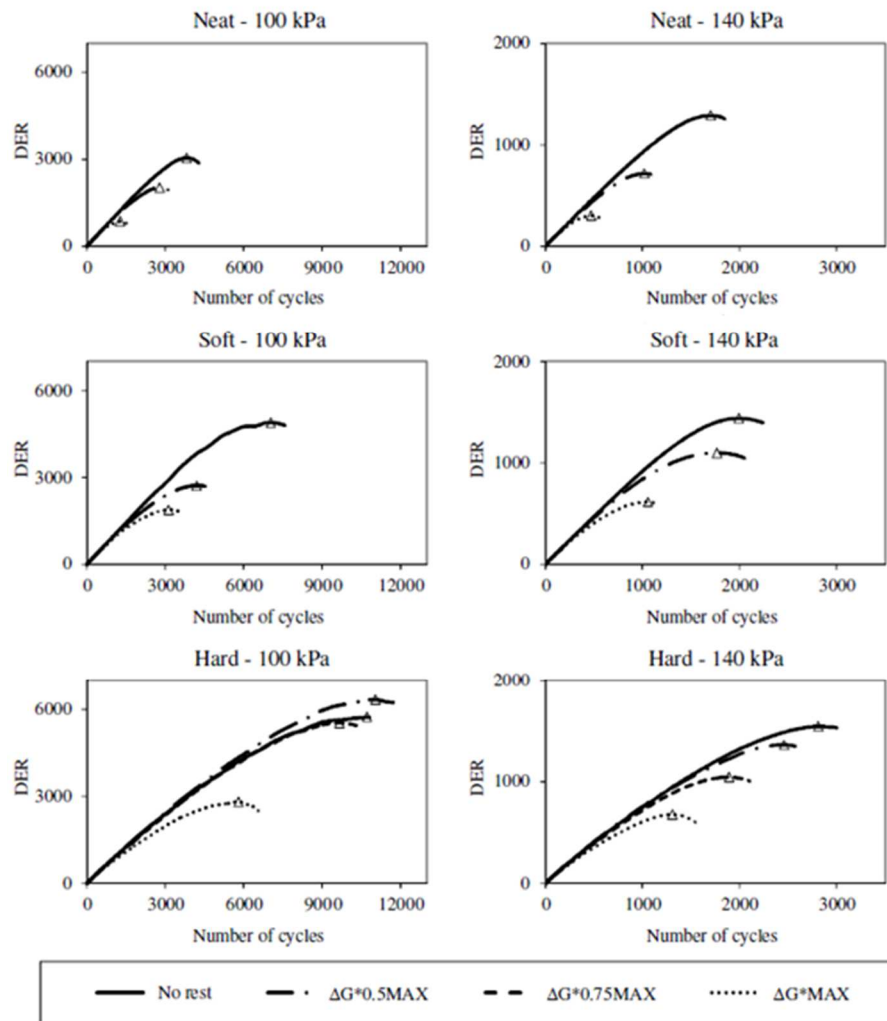 Neat - 100 kPa
DER
6000
3000
0
0 3000 6000 9000 12000
Number of cycles
Neat - 140 kPa
DER
2000
1000
0
0 1000 2000 3000
Number of cycles
Soft - 100 kPa
DER
6000
3000
0
0 3000 6000 9000 12000
Number of cycles
Soft - 140 kPa
DER
2000
1000
0
0 1000 2000 3000
Number of cycles
Hard - 100 kPa
DER
6000
3000
0
0 3000 6000 9000 12000
Number of cycles
Hard - 140 kPa
DER
2000
1000
0
0 1000 2000 3000
Number of cycles
No rest ΔG*0.5MAX ΔG*0.75MAX ΔG*MAX